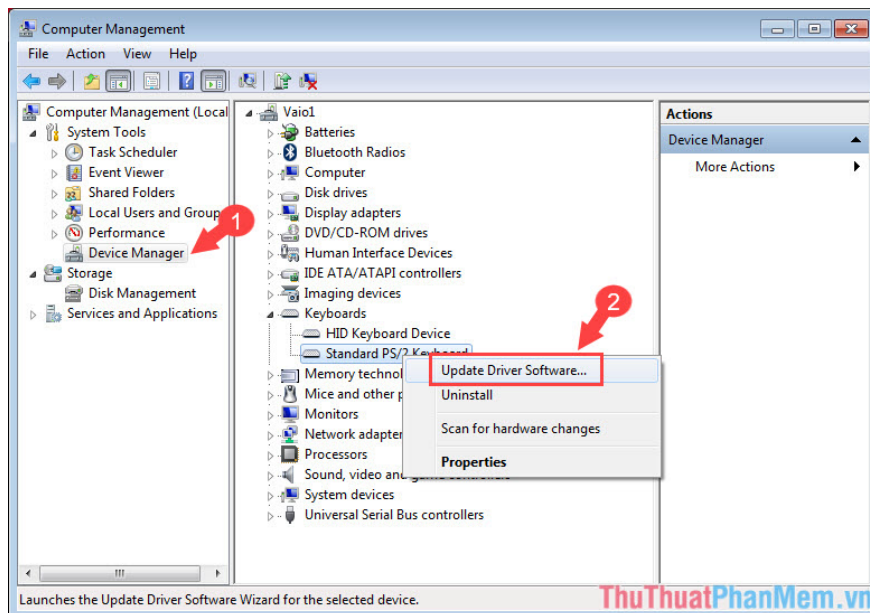 Computer Management
File Action View Help
Computer Management (Local
System Tools
Task Scheduler
Event Viewer
Shared Folders
Local Users and Group
Performance
Device Manager
Storage
Disk Management
Services and Applications
1
Vaio1
Batteries
Bluetooth Radios
Computer
Disk drives
Display adapters
DVD/CD-ROM drives
Human Interface Devices
IDE ATA/ATAPI controllers
Imaging devices
Keyboards
HID Keyboard Device
Standard PS/2 Keyboard
Memory technol
Mice and other p
Monitors
Network adapter
Processors
Sound, video and game controllers
System devices
Universal Serial Bus controllers
2
Update Driver Software...
Uninstall
Scan for hardware changes
Properties
Actions
Device Manager
More Actions
Launches the Update Driver Software Wizard for the selected device.
ThuThuatPhanMem.vn